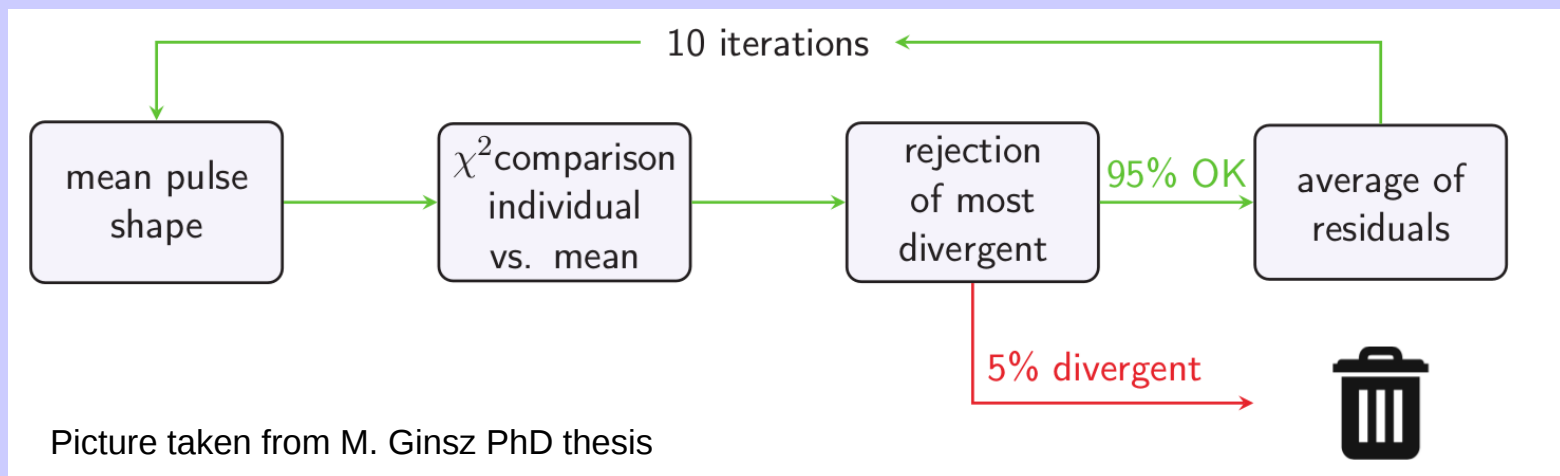 10 iterations
mean pulse
shape
χ²comparison
individual
vs. mean
rejection
of most
divergent
95% OK
average of
residuals
5% divergent
Picture taken from M. Ginsz PhD thesis